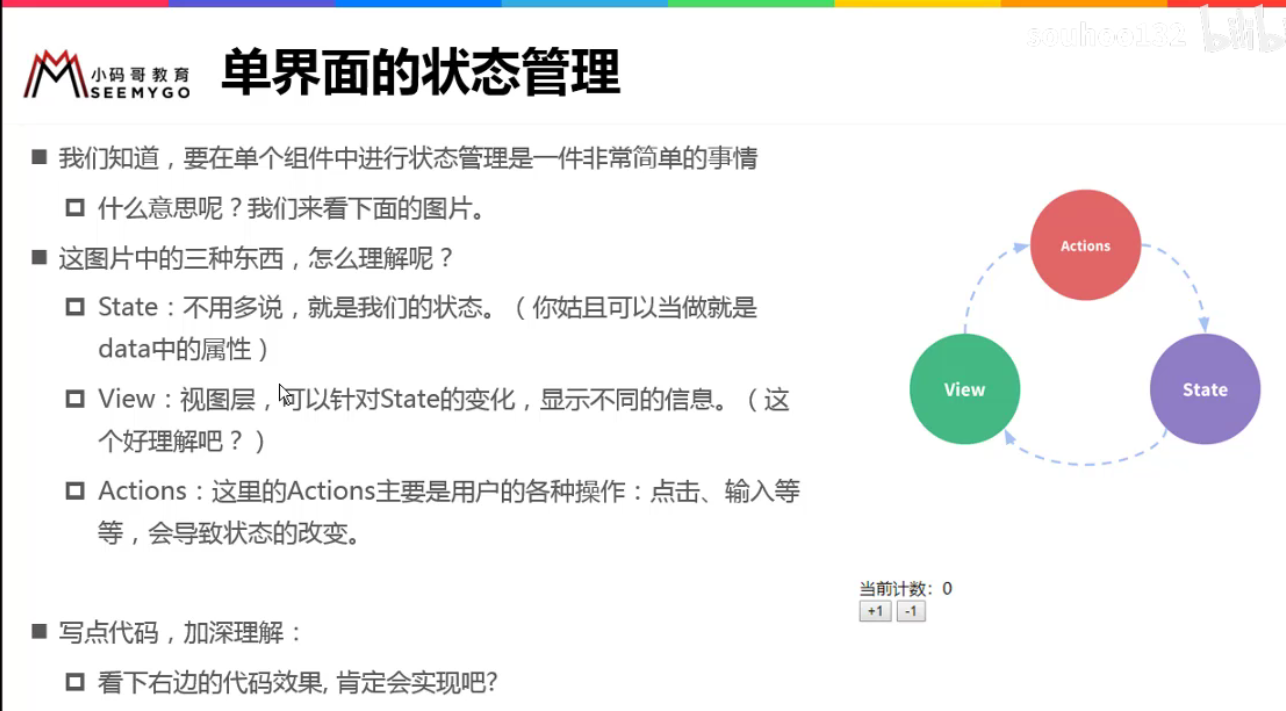 souhoo132 bilibili
小码哥教育
SEEMYGO
单界面的状态管理
我们知道，要在单个组件中进行状态管理是一件非常简单的事情
什么意思呢？我们来看下面的图片。
这图片中的三种东西，怎么理解呢？
State：不用多说，就是我们的状态。（你姑且可以当做就是
data中的属性）
View：视图层，可以针对State的变化，显示不同的信息。（这
个好理解吧？）
Actions：这里的Actions主要是用户的各种操作：点击、输入等
等，会导致状态的改变。
写点代码，加深理解：
看下右边的代码效果, 肯定会实现吧?
Actions
View
State
当前计数：0
+1 -1